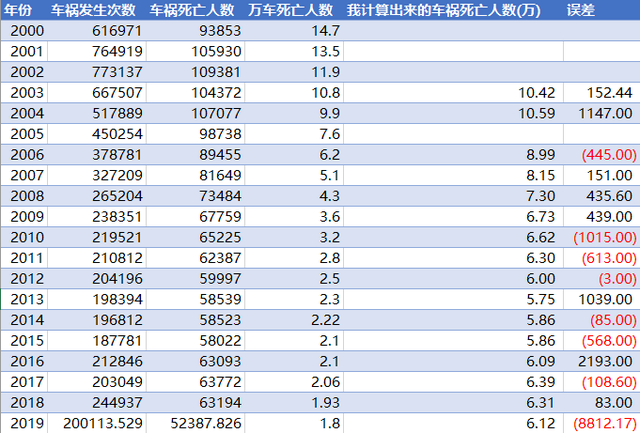 年份 车祸发生次数 车祸死亡人数 万车死亡人数 我计算出来的车祸死亡人数(万) 误差
2000 616971 93853 14.7
2001 764919 105930 13.5
2002 773137 109381 11.9
2003 667507 104372 10.8 10.42 152.44
2004 517889 107077 9.9 10.59 1147.00
2005 450254 98738 7.6
2006 378781 89455 6.2 8.99 (445.00)
2007 327209 81649 5.1 8.15 151.00
2008 265204 73484 4.3 7.30 435.60
2009 238351 67759 3.6 6.73 439.00
2010 219521 65225 3.2 6.62 (1015.00)
2011 210812 62387 2.8 6.30 (613.00)
2012 204196 59997 2.5 6.00 (3.00)
2013 198394 58539 2.3 5.75 1039.00
2014 196812 58523 2.22 5.86 (85.00)
2015 187781 58022 2.1 5.86 (568.00)
2016 212846 63093 2.1 6.09 2193.00
2017 203049 63772 2.06 6.39 (108.60)
2018 244937 63194 1.93 6.31 83.00
2019 200113.529 52387.826 1.8 6.12 (8812.17)